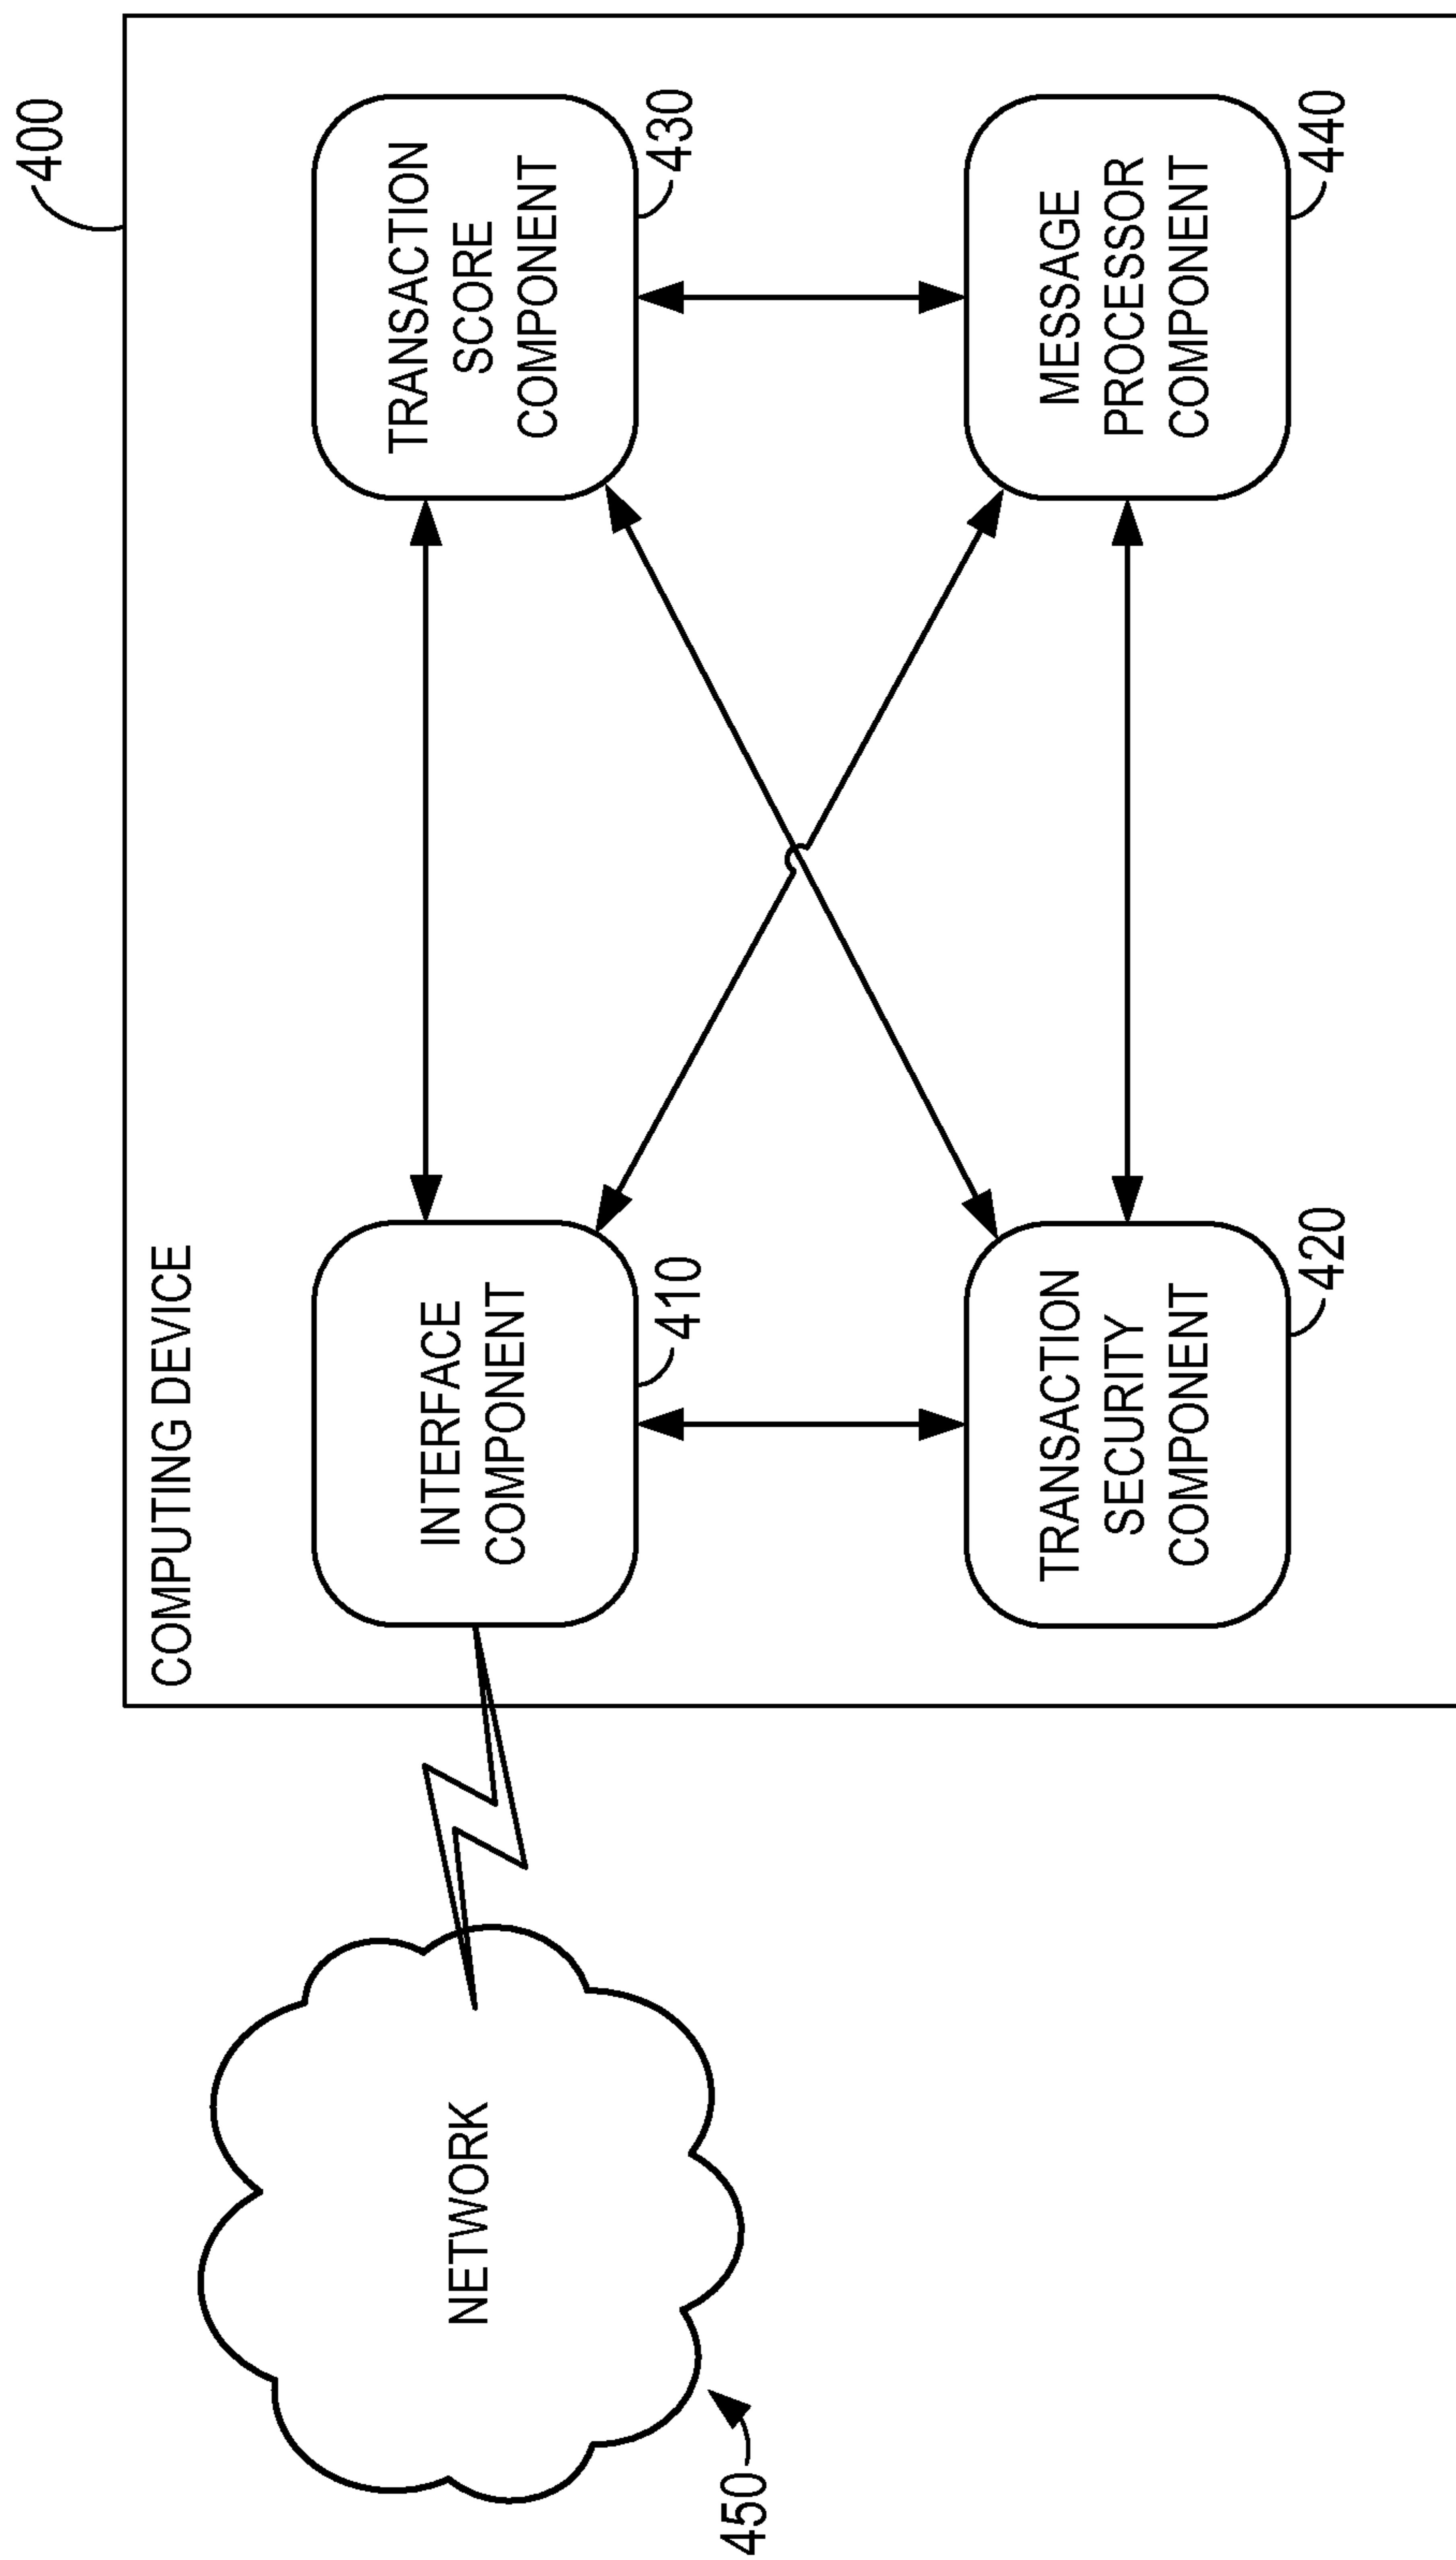 400
COMPUTING DEVICE
INTERFACE
COMPONENT
410
TRANSACTION
SCORE
COMPONENT
430
NETWORK
450
TRANSACTION
SECURITY
COMPONENT
420
MESSAGE
PROCESSOR
COMPONENT
440